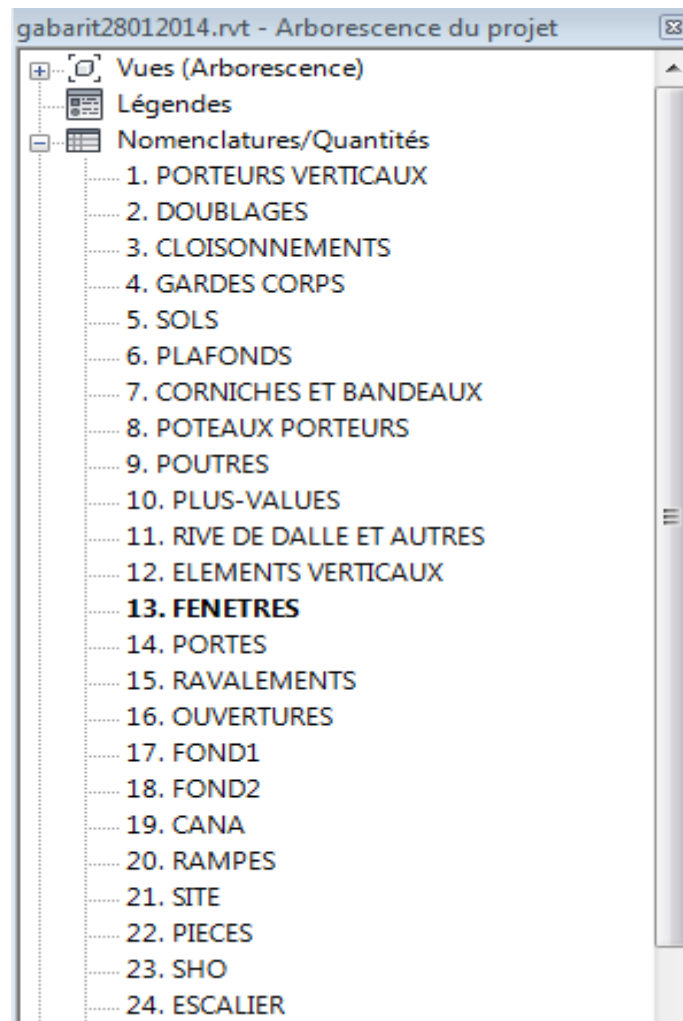 gabarit28012014.rvt - Arborescence du projet
Vues (Arborescence)
Légendes
Nomenclatures/Quantités
1. PORTEURS VERTICAUX
2. DOUBLAGES
3. CLOISONNEMENTS
4. GARDES CORPS
5. SOLS
6. PLAFONDS
7. CORNICHES ET BANDEAUX
8. POTEAUX PORTEURS
9. POUTRES
10. PLUS-VALUES
11. RIVE DE DALLE ET AUTRES
12. ELEMENTS VERTICAUX
13. FENETRES
14. PORTES
15. RAVALEMENTS
16. OUVERTURES
17. FOND1
18. FOND2
19. CANA
20. RAMPES
21. SITE
22. PIECES
23. SHO
24. ESCALIER